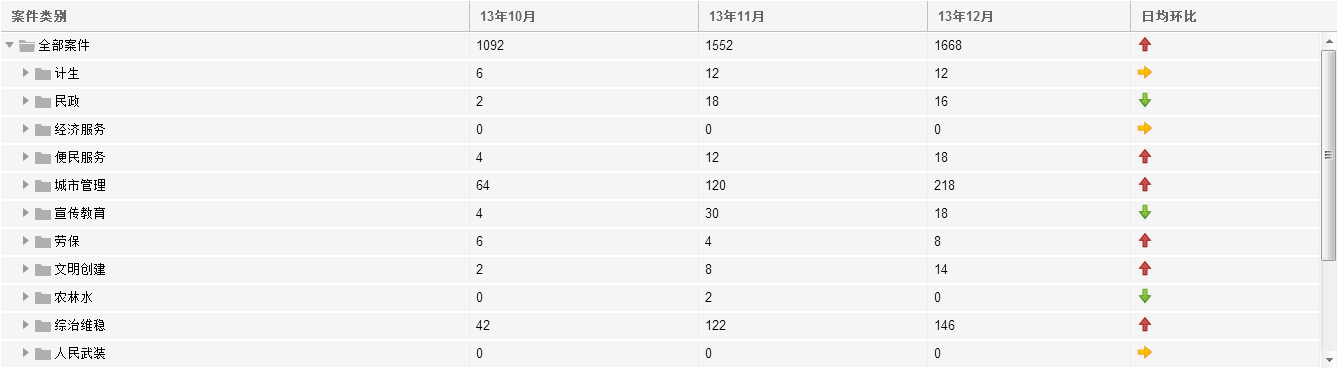 案件类别 13年10月 13年11月 13年12月 日均环比
全部案件 1092 1552 1668
计生 6 12 12
民政 2 18 16
经济服务 0 0 0
便民服务 4 12 18
城市管理 64 120 218
宣传教育 4 30 18
劳保 6 4 8
文明创建 2 8 14
农林水 0 2 0
综治维稳 42 122 146
人民武装 0 0 0